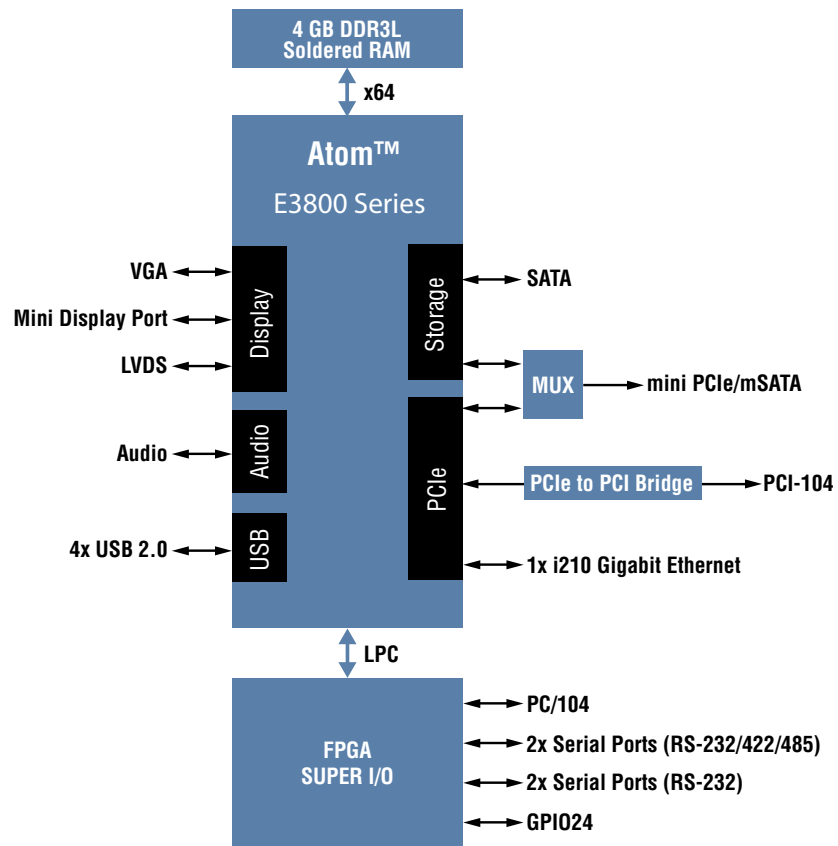 4 GB DDR3L
Soldered RAM
x64
Atom™
E3800 Series
VGA
Mini Display Port
LVDS
Display
Audio
Audio
4x USB 2.0
USB
Storage
SATA
MUX
mini PCIe/mSATA
PCIe
PCIe to PCI Bridge
PCI-104
1x i210 Gigabit Ethernet
LPC
FPGA
SUPER I/O
PC/104
2x Serial Ports (RS-232/422/485)
2x Serial Ports (RS-232)
GPIO24